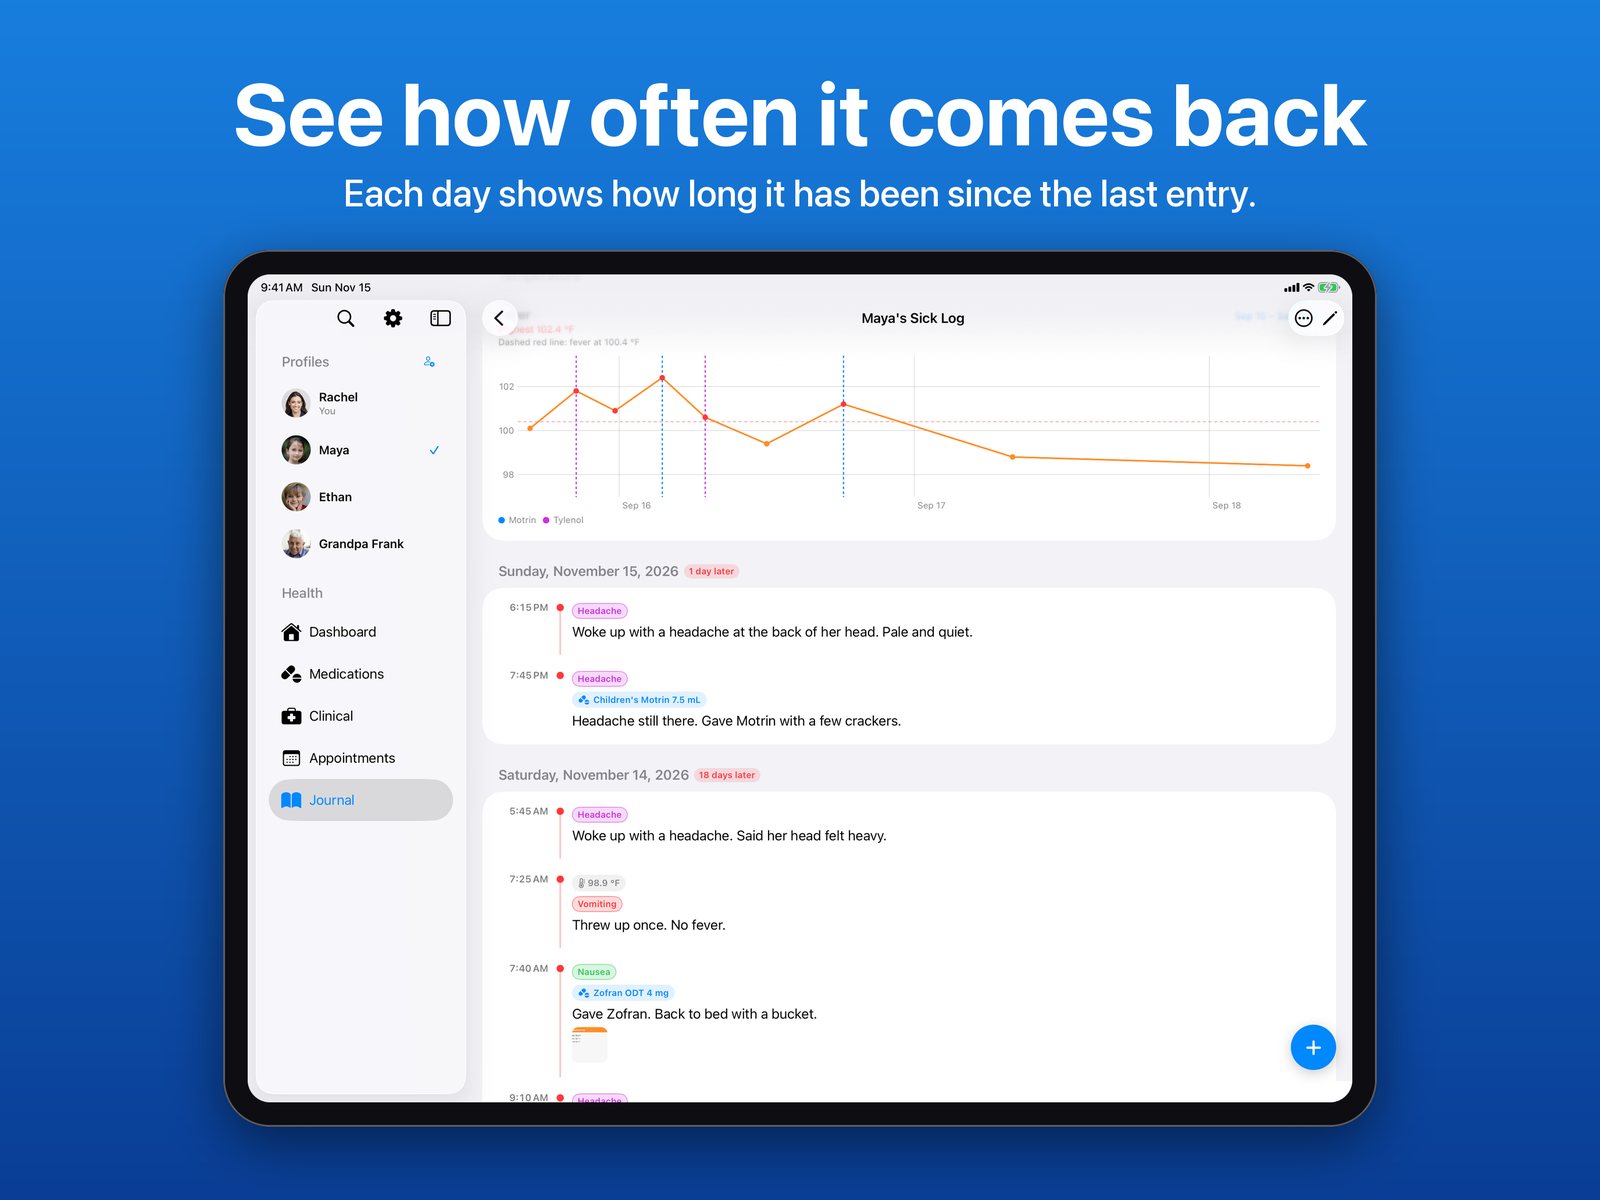 See how often it comes back
Each day shows how long it has been since the last entry.
9:41 AM Sun Nov 15
Profiles
Rachel
You
Maya
Ethan
Grandpa Frank
Health
Dashboard
Medications
Clinical
Appointments
Journal
Maya's Sick Log
Highest 102.4 °F
Dashed red line: fever at 100.4 °F
102
100
98
Sep 16
Sep 17
Sep 18
Motrin
Tylenol
Sunday, November 15, 2026 1 day later
6:15 PM
Headache
Woke up with a headache at the back of her head. Pale and quiet.
7:45 PM
Headache
Children's Motrin 7.5 mL
Headache still there. Gave Motrin with a few crackers.
Saturday, November 14, 2026 18 days later
5:45 AM
Headache
Woke up with a headache. Said her head felt heavy.
7:25 AM
98.9 °F
Vomiting
Threw up once. No fever.
7:40 AM
Nausea
Zofran ODT 4 mg
Gave Zofran. Back to bed with a bucket.
9:10 AM
Headache